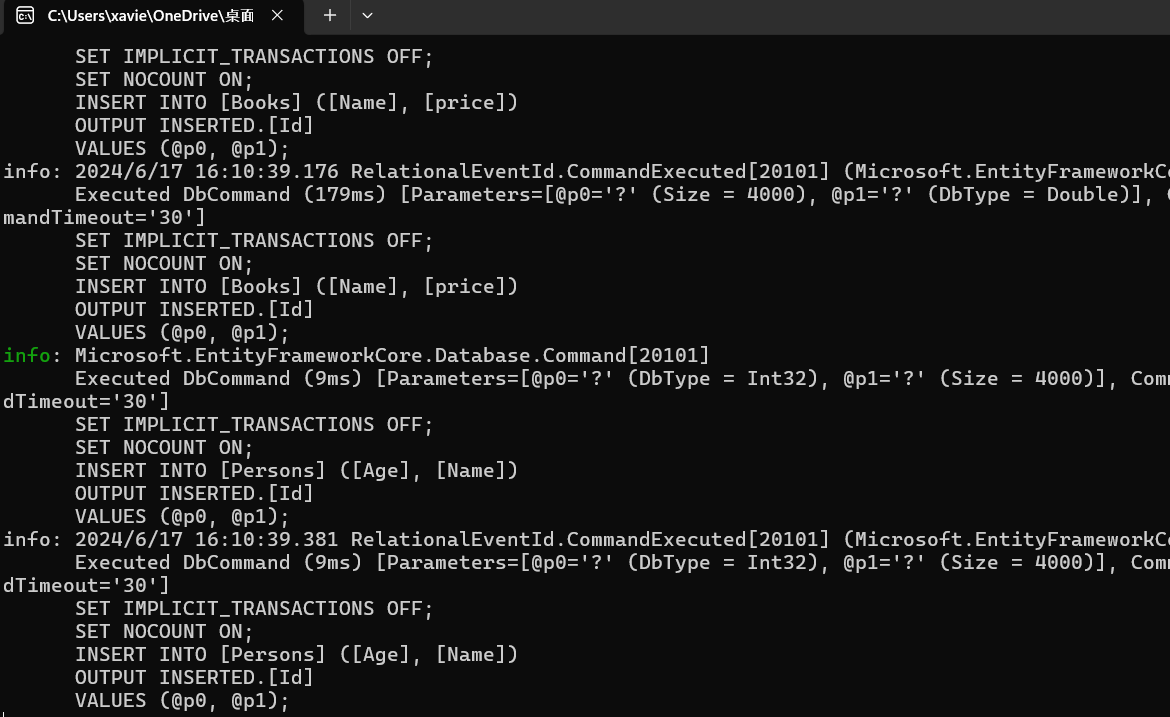 C:\Users\xavie\OneDrive\桌面
SET IMPLICIT_TRANSACTIONS OFF;
SET NOCOUNT ON;
INSERT INTO [Books] ([Name], [price])
OUTPUT INSERTED.[Id]
VALUES (@p0, @p1);
info: 2024/6/17 16:10:39.176 RelationalEventId.CommandExecuted[20101] (Microsoft.EntityFrameworkCo
Executed DbCommand (179ms) [Parameters=[@p0='?' (Size = 4000), @p1='?' (DbType = Double)],
mandTimeout='30']
SET IMPLICIT_TRANSACTIONS OFF;
SET NOCOUNT ON;
INSERT INTO [Books] ([Name], [price])
OUTPUT INSERTED.[Id]
VALUES (@p0, @p1);
info: Microsoft.EntityFrameworkCore.Database.Command[20101]
Executed DbCommand (9ms) [Parameters=[@p0='?' (DbType = Int32), @p1='?' (Size = 4000)], Com
dTimeout='30']
SET IMPLICIT_TRANSACTIONS OFF;
SET NOCOUNT ON;
INSERT INTO [Persons] ([Age], [Name])
OUTPUT INSERTED.[Id]
VALUES (@p0, @p1);
info: 2024/6/17 16:10:39.381 RelationalEventId.CommandExecuted[20101] (Microsoft.EntityFrameworkCo
Executed DbCommand (9ms) [Parameters=[@p0='?' (DbType = Int32), @p1='?' (Size = 4000)], Com
dTimeout='30']
SET IMPLICIT_TRANSACTIONS OFF;
SET NOCOUNT ON;
INSERT INTO [Persons] ([Age], [Name])
OUTPUT INSERTED.[Id]
VALUES (@p0, @p1);